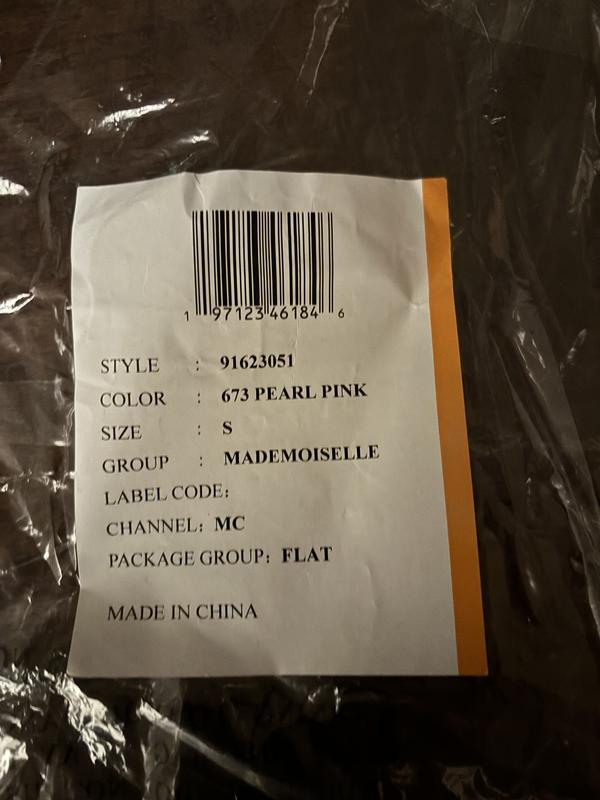 1 97123 46184 6
STYLE : 91623051
COLOR : 673 PEARL PINK
SIZE : S
GROUP : MADEMOISELLE
LABEL CODE:
CHANNEL: MC
PACKAGE GROUP: FLAT
MADE IN CHINA